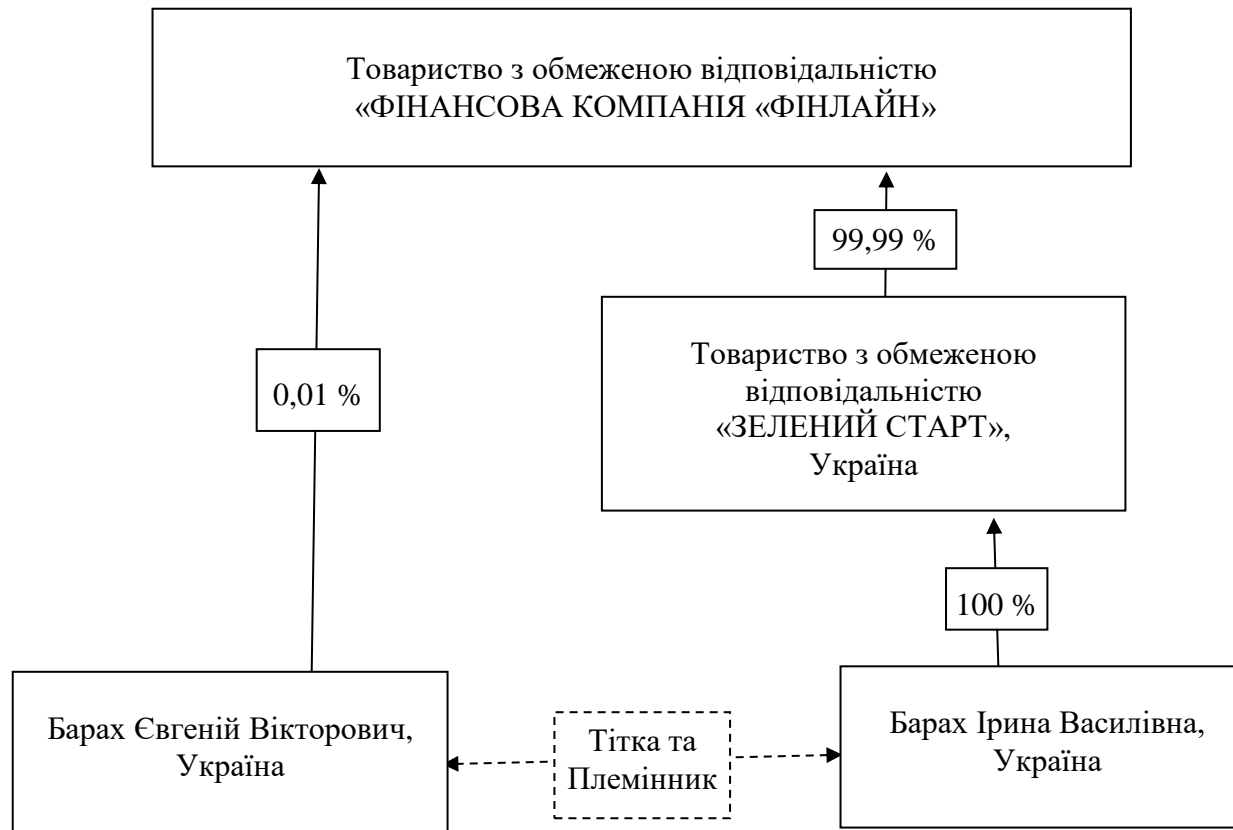 Товариство з обмеженою відповідальністю
«ФІНАНСОВА КОМПАНІЯ «ФІНЛАЙН»
99,99 %
Товариство з обмеженою
відповідальністю
«ЗЕЛЕНИЙ СТАРТ»,
Україна
0,01 %
100 %
Барах Євгеній Вікторович,
Україна
Тітка та
Племінник
Барах Ірина Василівна,
Україна